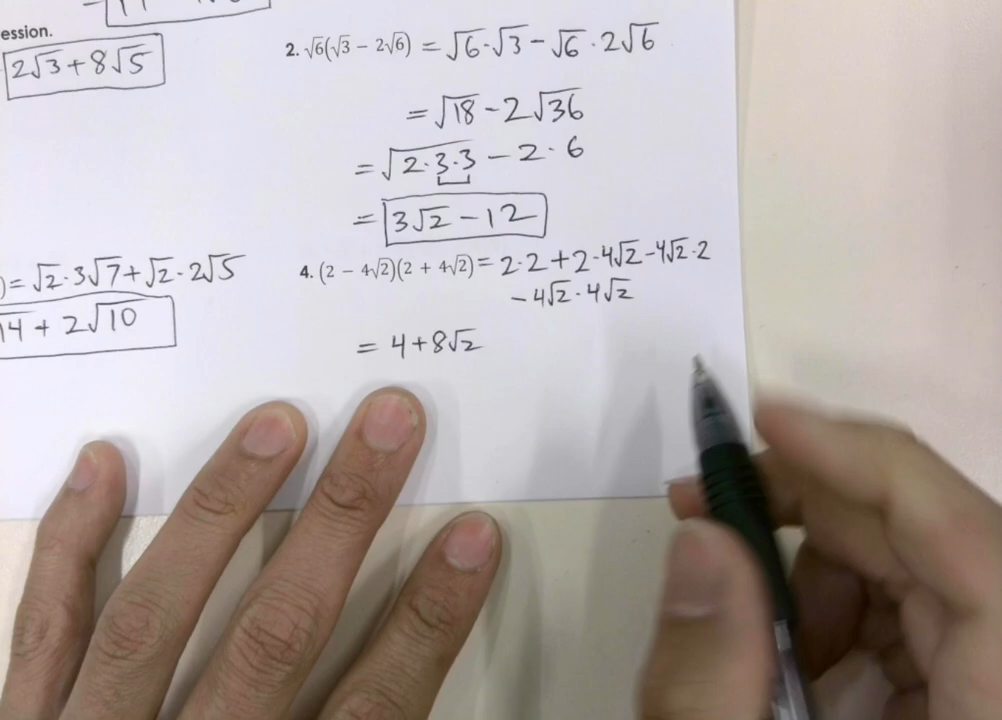 ession.
2√3 + 8√5
2. √6(√3 − 2√6) = √6·√3 − √6 · 2√6
= √18 − 2√36
= √2·3·3 − 2 · 6
= 3√2 − 12
) = √2·3√7 + √2·2√5
14 + 2√10
4. (2 − 4√2)(2 + 4√2) = 2·2 + 2·4√2 − 4√2·2
− 4√2·4√2
= 4 + 8√2